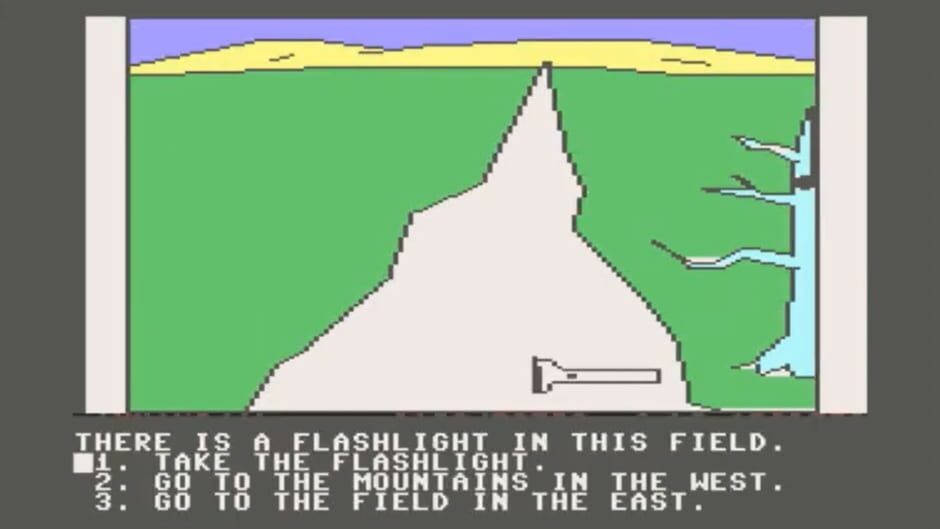 THERE IS A FLASHLIGHT IN THIS FIELD.
1. TAKE THE FLASHLIGHT.
2. GO TO THE MOUNTAINS IN THE WEST.
3. GO TO THE FIELD IN THE EAST.